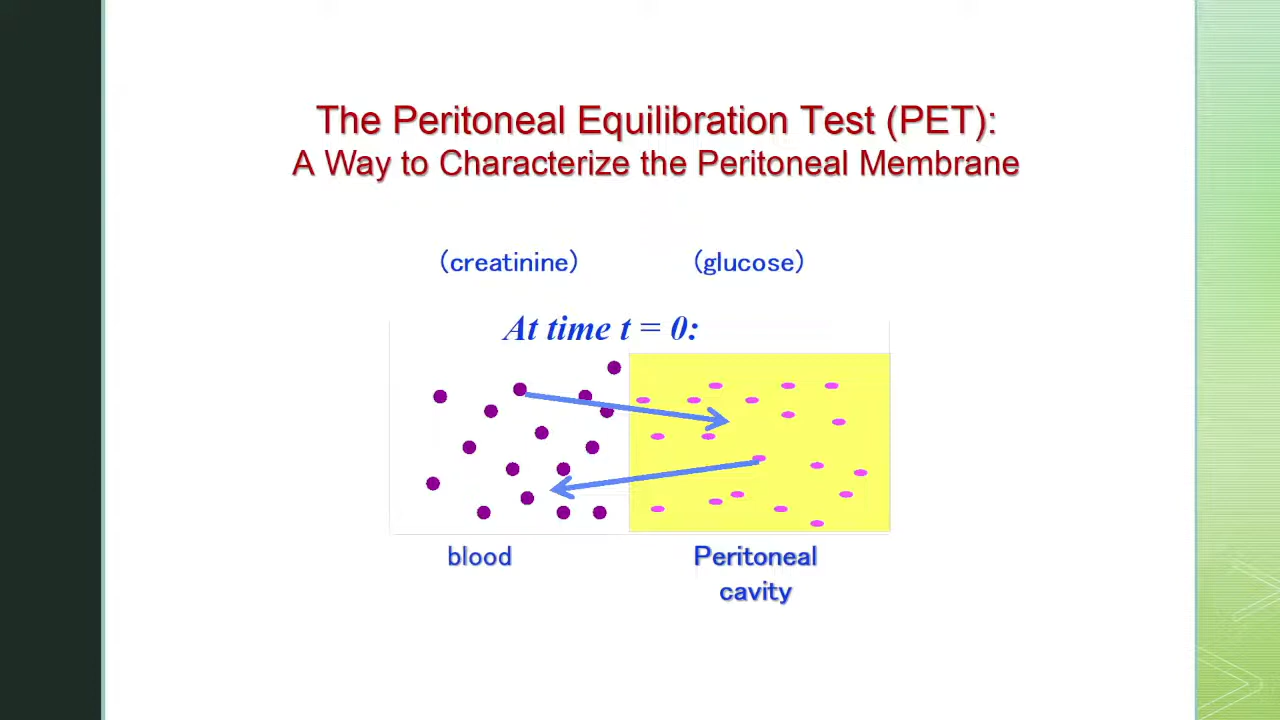 The Peritoneal Equilibration Test (PET):
A Way to Characterize the Peritoneal Membrane
(creatinine) (glucose)
At time t = 0:
blood Peritoneal
cavity